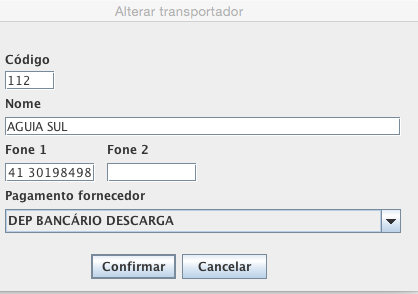 Alterar transportador
Código
112
Nome
AGUIA SUL
Fone 1 Fone 2
41 30198498
Pagamento fornecedor
DEP BANCÁRIO DESCARGA
Confirmar Cancelar